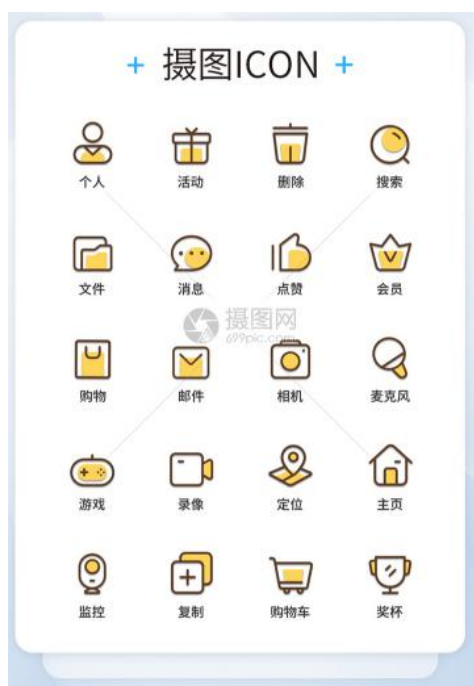 + 摄图ICON +
个人 活动 删除 搜索
文件 消息 点赞 会员
摄图网
699pic.com
购物 邮件 相机 麦克风
游戏 录像 定位 主页
监控 复制 购物车 奖杯